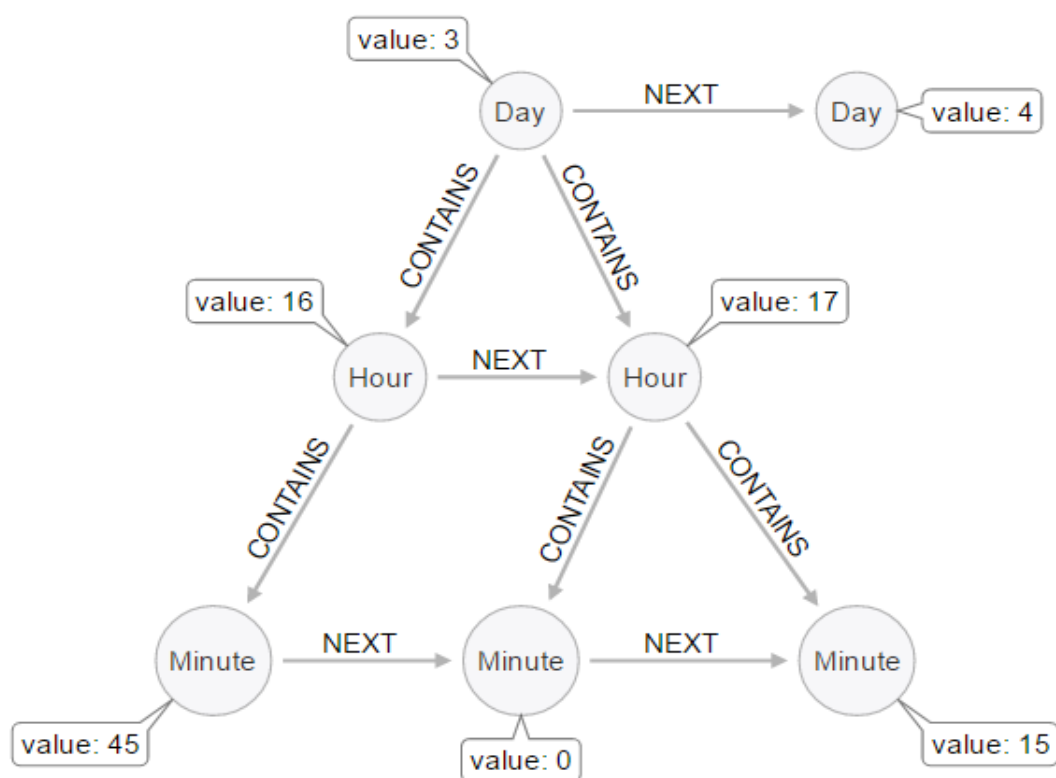 value: 3
Day
NEXT
Day
value: 4
CONTAINS
CONTAINS
value: 16
value: 17
Hour
NEXT
Hour
CONTAINS
CONTAINS
CONTAINS
Minute
NEXT
Minute
NEXT
Minute
value: 45
value: 0
value: 15